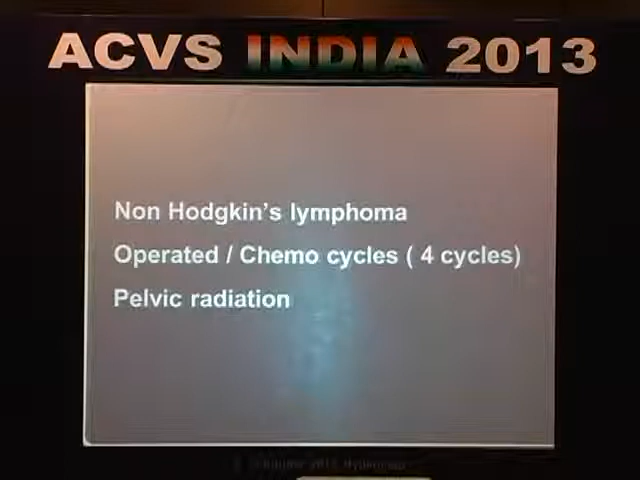 ACVS INDIA 2013
Non Hodgkin's lymphoma
Operated / Chemo cycles ( 4 cycles)
Pelvic radiation